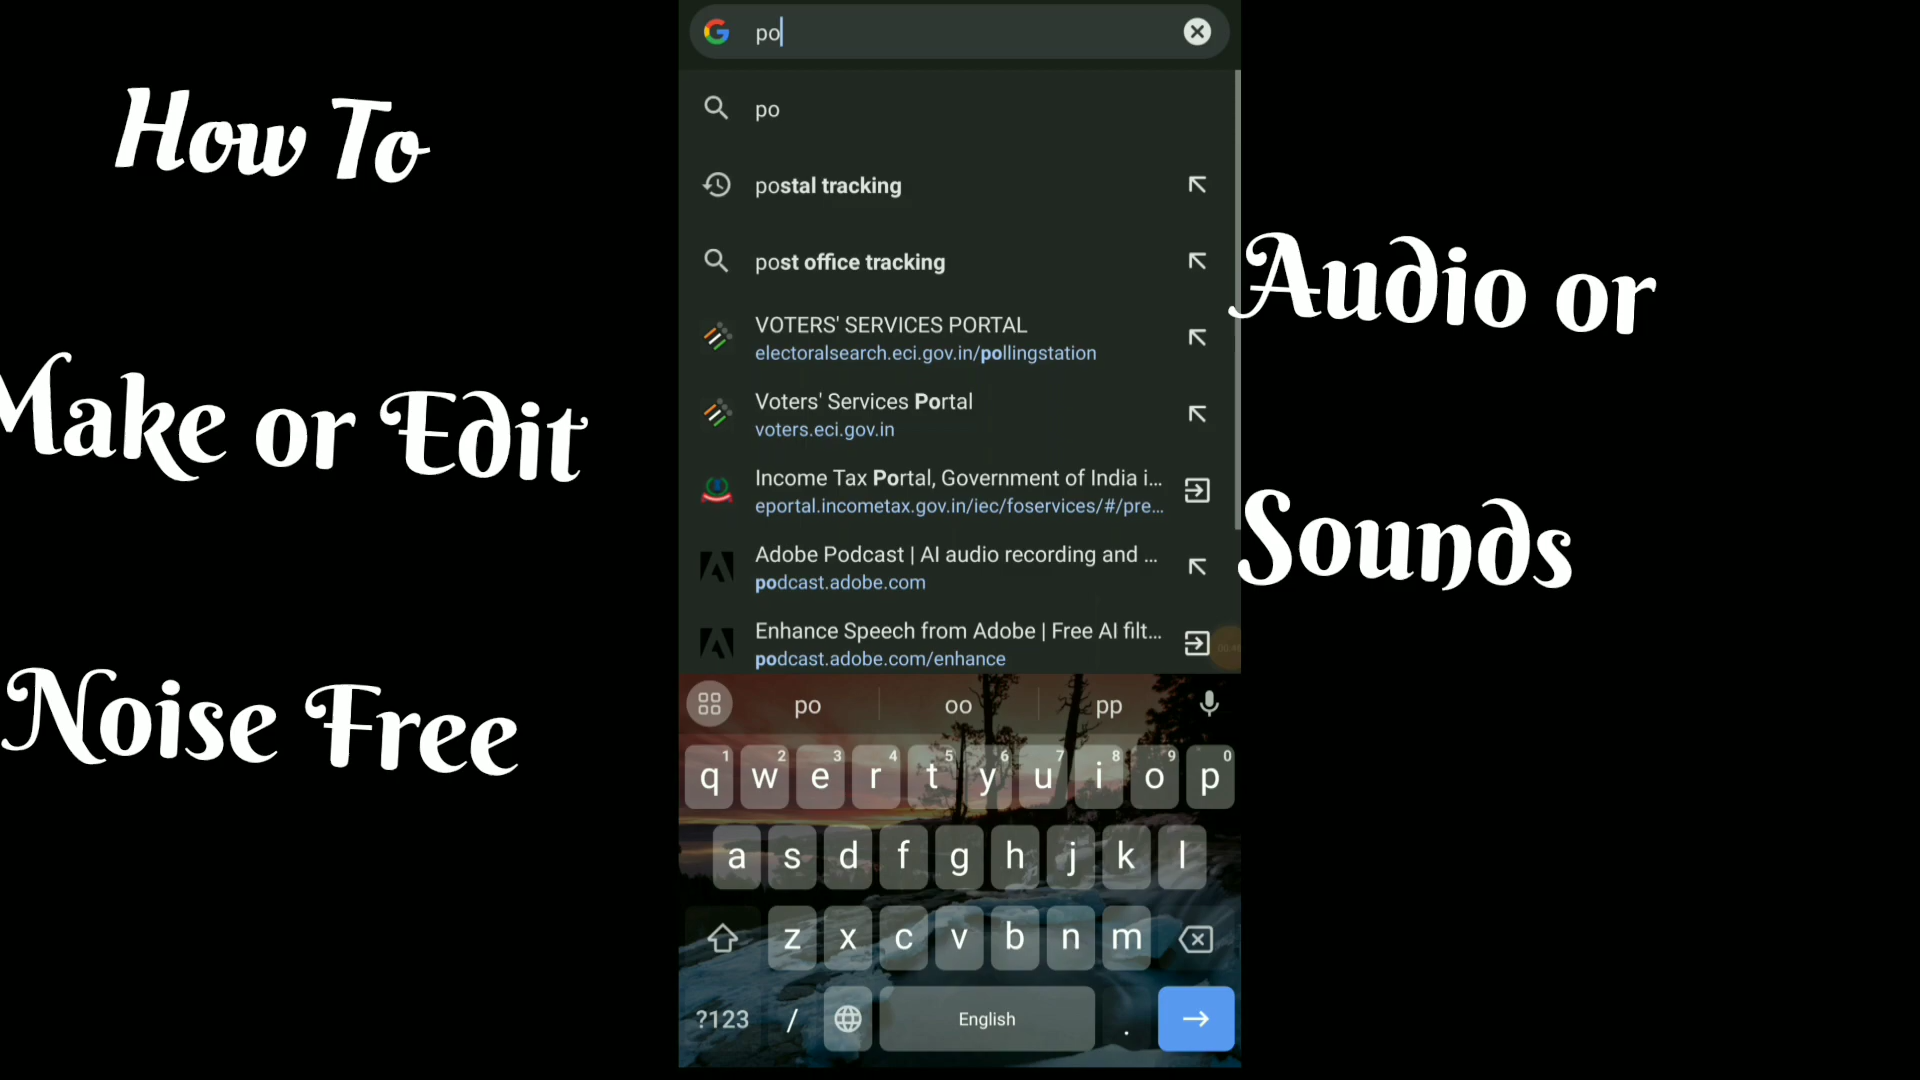 How To
Make or Edit
Noise Free
po
po
postal tracking
post office tracking
VOTERS' SERVICES PORTAL
electoralsearch.eci.gov.in/pollingstation
Voters' Services Portal
voters.eci.gov.in
Income Tax Portal, Government of India i...
eportal.incometax.gov.in/iec/foservices/#/pre...
Adobe Podcast | AI audio recording and ...
podcast.adobe.com
Enhance Speech from Adobe | Free AI filt...
podcast.adobe.com/enhance
po oo pp
1 2 3 4 5 6 7 8 9 0
q w e r t y u i o p
a s d f g h j k l
z x c v b n m
?123 / English .
Audio or
Sounds